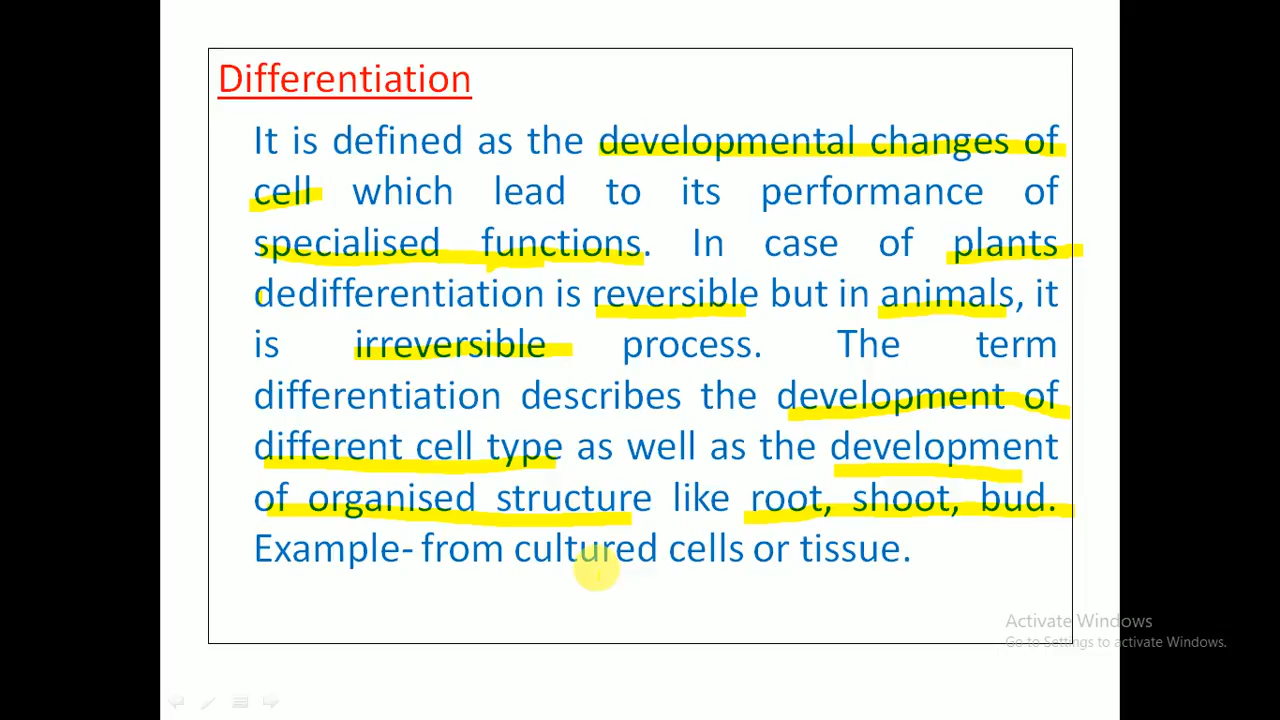 Differentiation
It is defined as the developmental changes of
cell which lead to its performance of
specialised functions. In case of plants
dedifferentiation is reversible but in animals, it
is irreversible process. The term
differentiation describes the development of
different cell type as well as the development
of organised structure like root, shoot, bud.
Example- from cultured cells or tissue.
Activate Windows
Go to Settings to activate Windows.